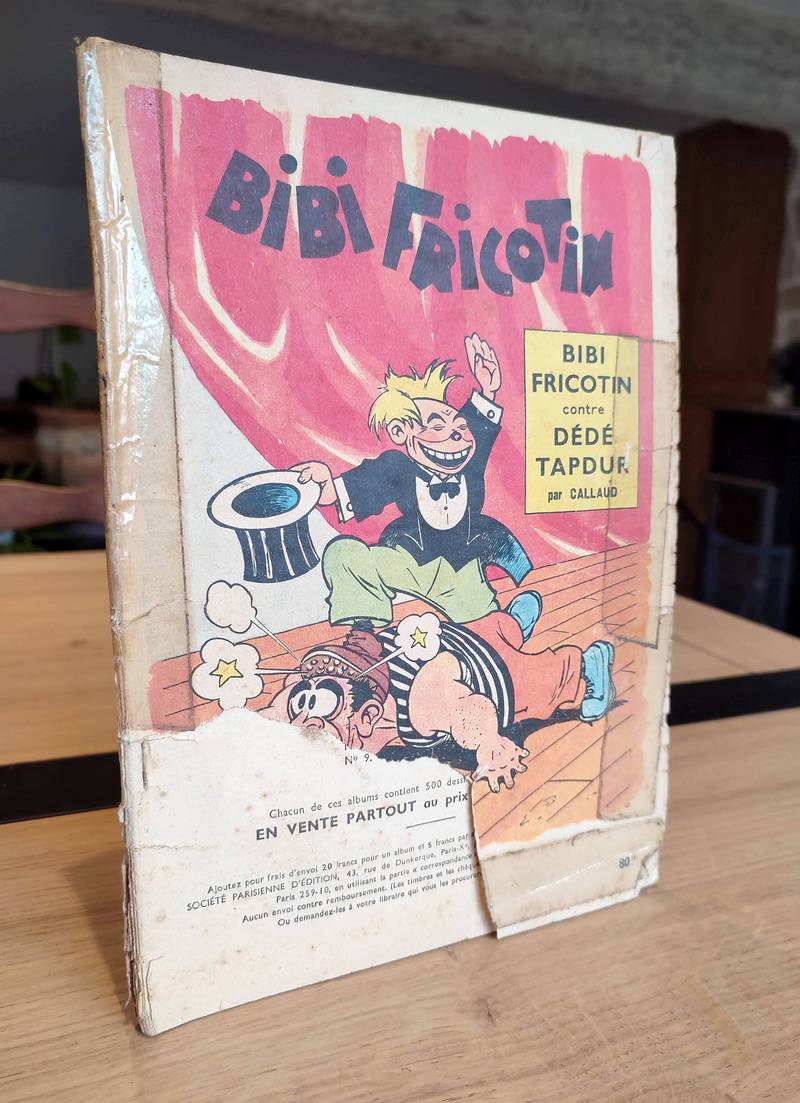 BiBi FRiCOTiN
BIBI
FRICOTIN
contre
DÉDÉ
TAPDUR
par CALLAUD
Nº 9.
Chacun de ces albums contient 500
EN VENTE PARTOUT au prix
80
Ajoutez pour frais d'envoi 20 francs pour un album et 5 francs par
SOCIÉTÉ PARISIENNE D'ÉDITION, 43, rue de Dunkerque, Paris-Xᵉ,
Paris 259-10, en utilisant la partie « correspondance
Aucun envoi contre remboursement. (Les timbres et les
Ou demandez-les à votre libraire qui vous les